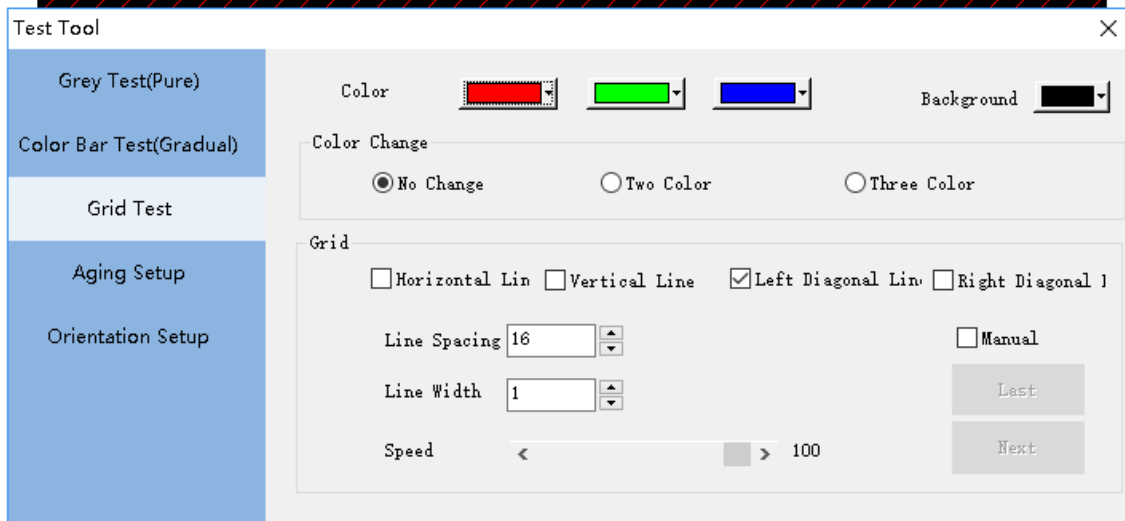 Test Tool
Grey Test(Pure)
Color Bar Test(Gradual)
Grid Test
Aging Setup
Orientation Setup
Color
Background
Color Change
No Change
Two Color
Three Color
Grid
Horizontal Lin
Vertical Line
Left Diagonal Lin
Right Diagonal l
Line Spacing 16
Manual
Line Width 1
Last
Speed 100
Next